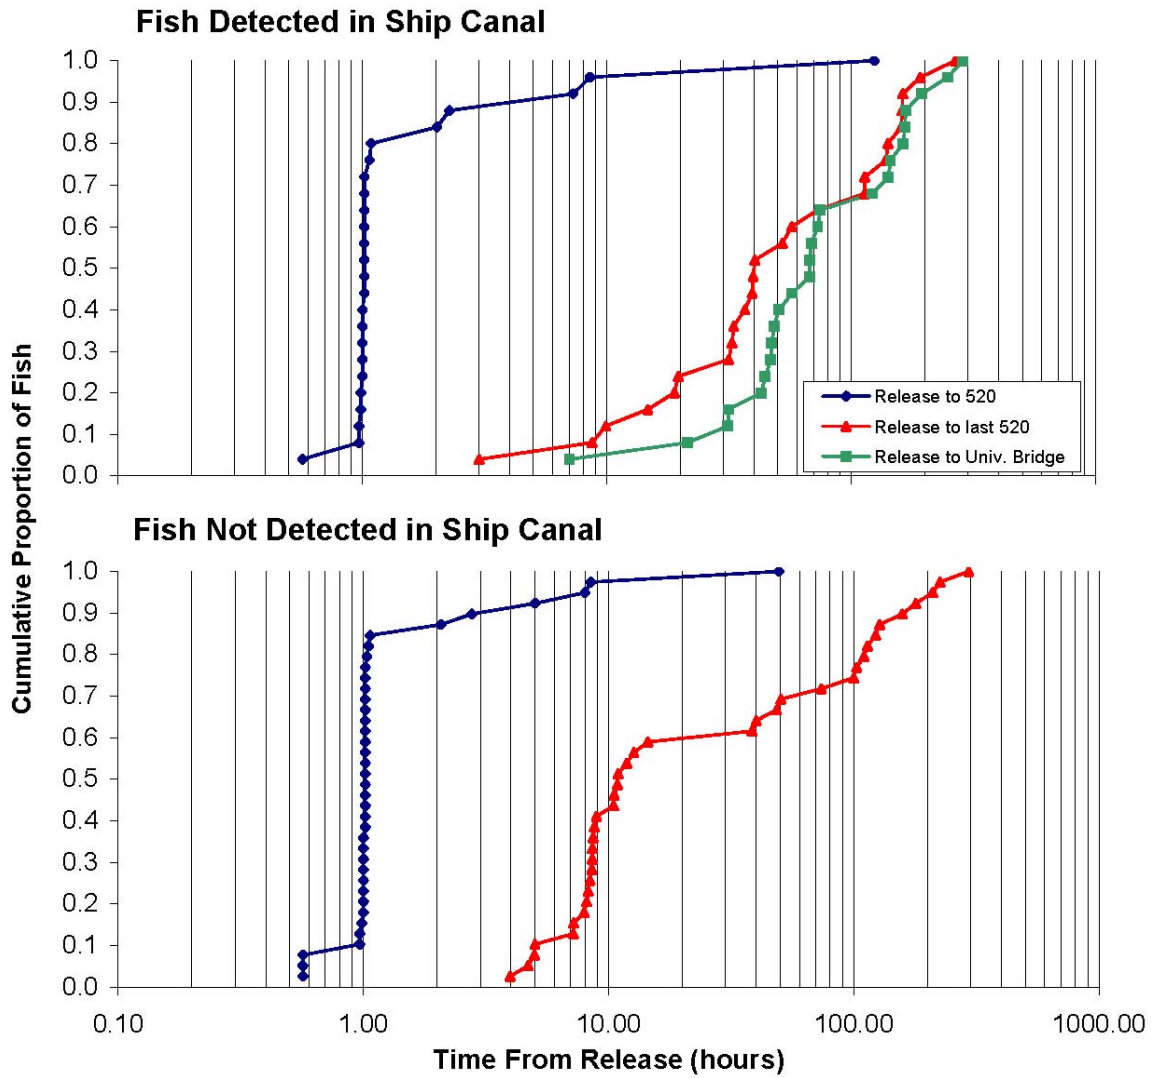 Fish Detected in Ship Canal
1.0
0.9
0.8
0.7
0.6
0.5
0.4
0.3
0.2
0.1
0.0
Release to 520
Release to last 520
Release to Univ. Bridge
Cumulative Proportion of Fish
Fish Not Detected in Ship Canal
1.0
0.9
0.8
0.7
0.6
0.5
0.4
0.3
0.2
0.1
0.0
0.10 1.00 10.00 100.00 1000.00
Time From Release (hours)